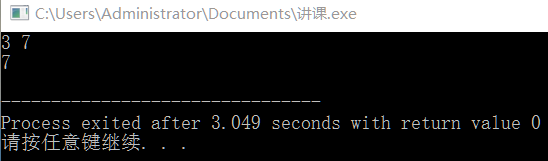 C:\Users\Administrator\Documents\讲课.exe
3 7
7
--------------------------------
Process exited after 3.049 seconds with return value 0
请按任意键继续. . .